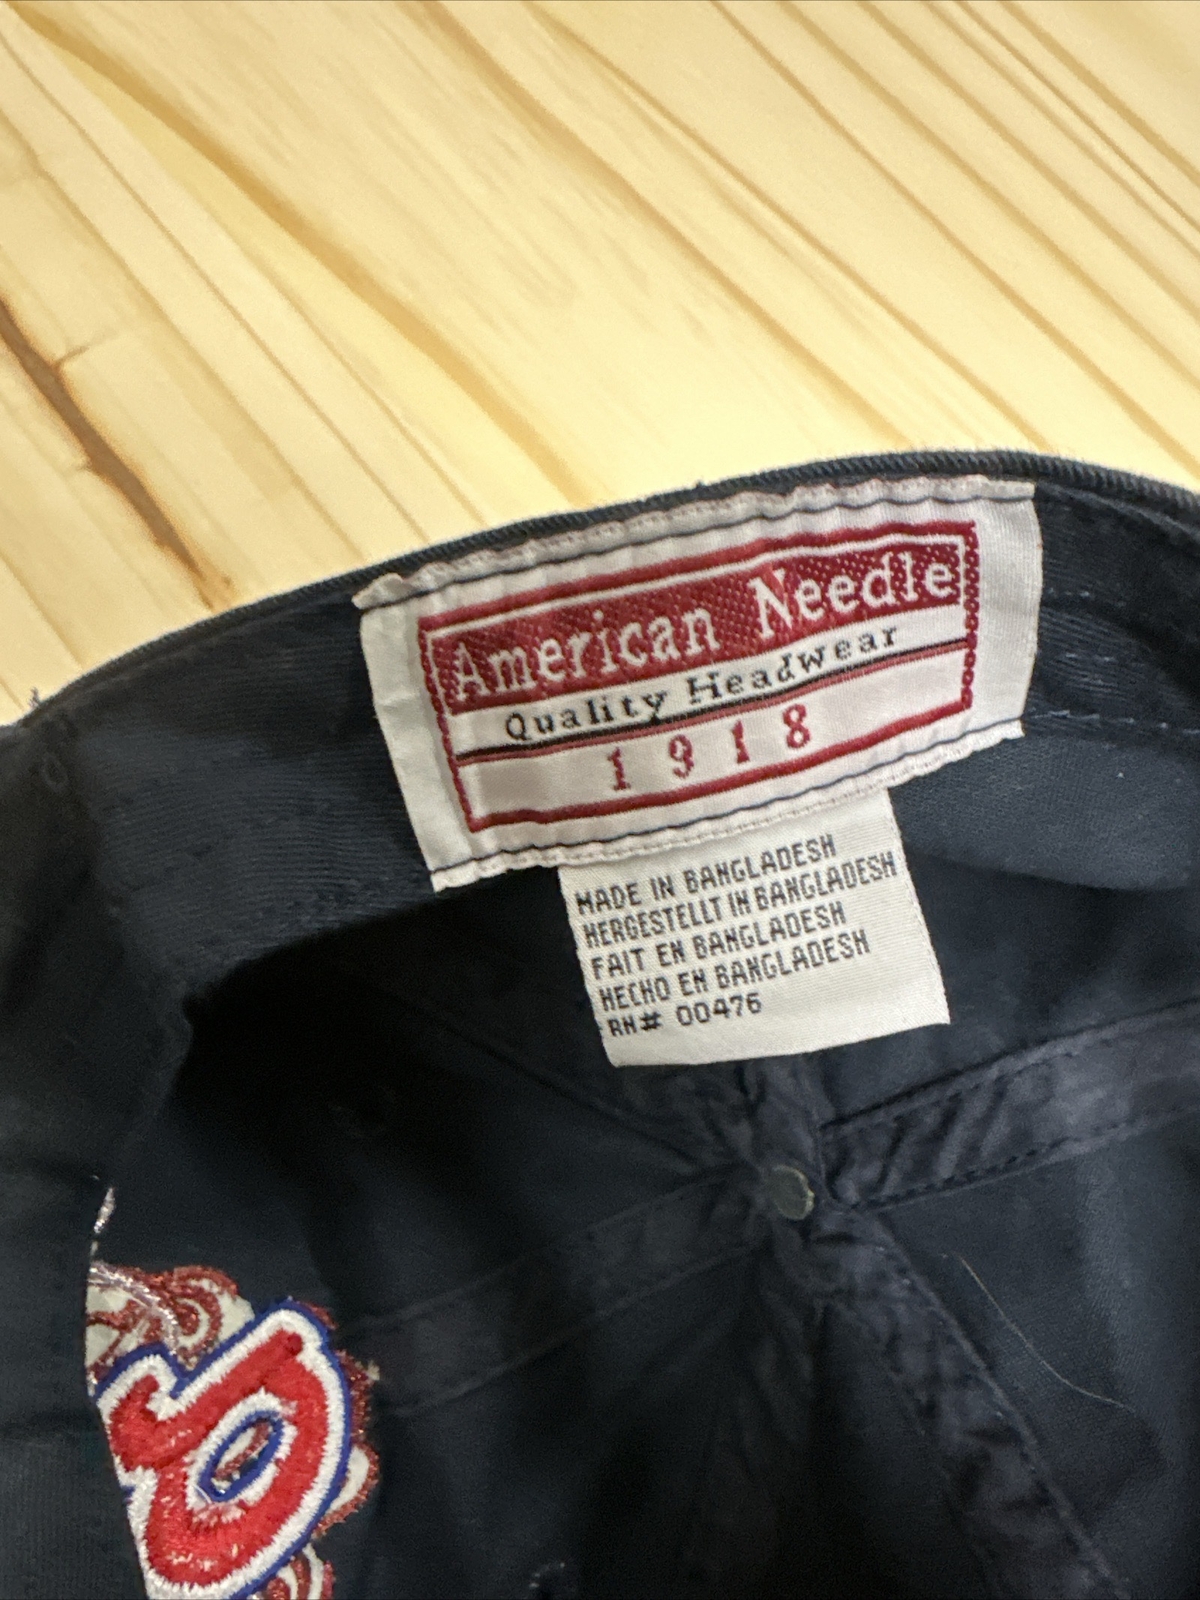 American Needle
Quality Headwear
1918
MADE IN BANGLADESH
HERGESTELLT IN BANGLADESH
FAIT EN BANGLADESH
HECHO EN BANGLADESH
RN# 00476